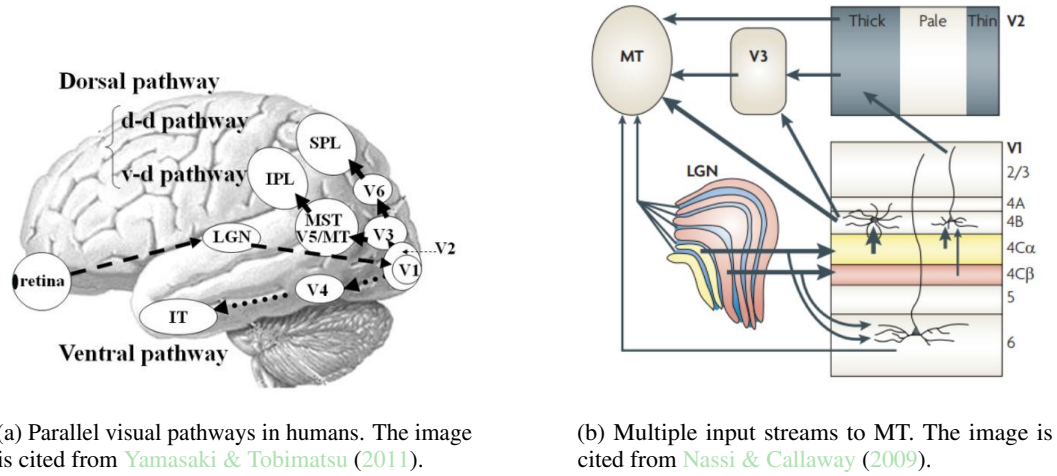 Dorsal pathway
d-d pathway
v-d pathway
SPL
IPL
V6
MST
V5/MT
V3
V2
LGN
V1
retina
V4
IT
Ventral pathway
MT
V3
Thick
Pale
Thin
V2
LGN
V1
2/3
4A
4B
4Cα
4Cβ
5
6
(a) Parallel visual pathways in humans. The image
is cited from Yamasaki & Tobimatsu (2011).
(b) Multiple input streams to MT. The image is
cited from Nassi & Callaway (2009).